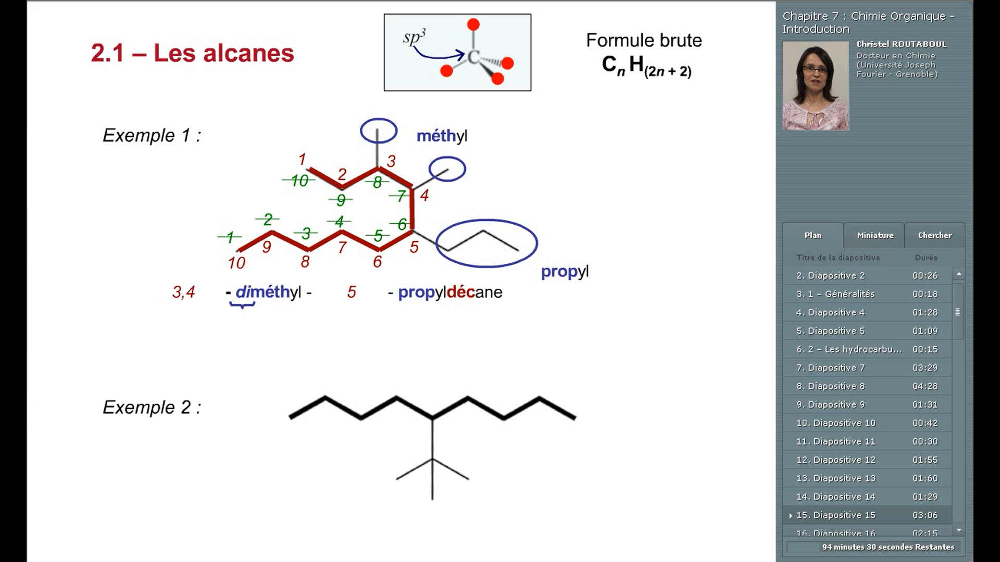 2.1 – Les alcanes
sp³
C
Formule brute
CₙH(2n + 2)
Exemple 1 :
méthyl
1
2
3
10
9
8
7
4
2
1
3
4
5
6
10
9
8
7
6
5
propyl
3,4 - diméthyl - 5 - propyldécane
Exemple 2 :
Chapitre 7 : Chimie Organique -
Introduction
Christel ROUTABOUL
Docteur en Chimie
(Université Joseph
Fourier - Grenoble)
Plan Miniature Chercher
Titre de la diapositive Durée
2. Diapositive 2 00:26
3. 1 – Généralités 00:18
4. Diapositive 4 01:28
5. Diapositive 5 01:09
6. 2 – Les hydrocarbu... 00:15
7. Diapositive 7 03:29
8. Diapositive 8 04:28
9. Diapositive 9 01:31
10. Diapositive 10 00:42
11. Diapositive 11 00:30
12. Diapositive 12 01:55
13. Diapositive 13 01:60
14. Diapositive 14 01:29
15. Diapositive 15 03:06
16. Diapositive 16 02:15
94 minutes 30 secondes Restantes